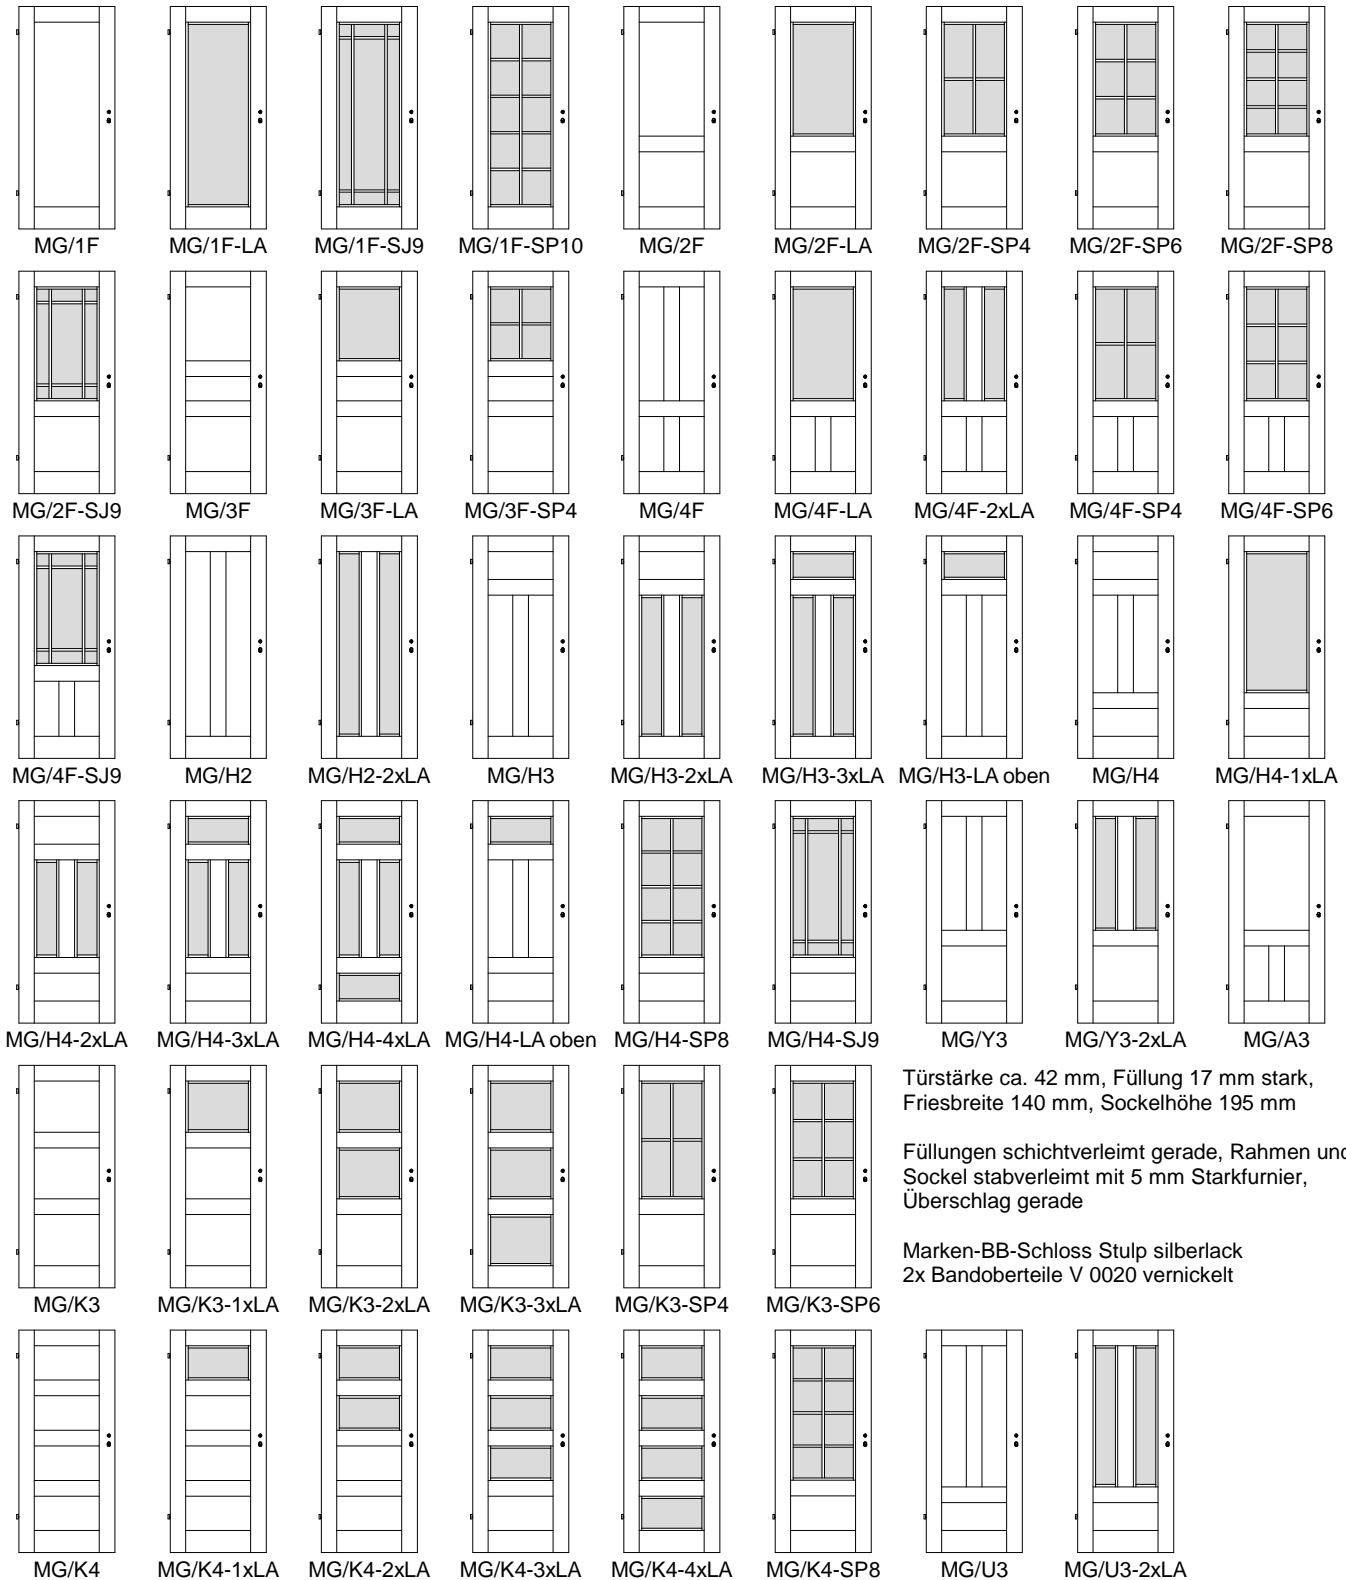 MG/1F MG/1F-LA MG/1F-SJ9 MG/1F-SP10 MG/2F MG/2F-LA MG/2F-SP4 MG/2F-SP6 MG/2F-SP8
MG/2F-SJ9 MG/3F MG/3F-LA MG/3F-SP4 MG/4F MG/4F-LA MG/4F-2xLA MG/4F-SP4 MG/4F-SP6
MG/4F-SJ9 MG/H2 MG/H2-2xLA MG/H3 MG/H3-2xLA MG/H3-3xLA MG/H3-LA oben MG/H4 MG/H4-1xLA
MG/H4-2xLA MG/H4-3xLA MG/H4-4xLA MG/H4-LA oben MG/H4-SP8 MG/H4-SJ9 MG/Y3 MG/Y3-2xLA MG/A3
Türstärke ca. 42 mm, Füllung 17 mm stark,
Friesbreite 140 mm, Sockelhöhe 195 mm
Füllungen schichtverleimt gerade, Rahmen und
Sockel stabverleimt mit 5 mm Starkfurnier,
Überschlag gerade
Marken-BB-Schloss Stulp silberlack
2x Bandoberteile V 0020 vernickelt
MG/K3 MG/K3-1xLA MG/K3-2xLA MG/K3-3xLA MG/K3-SP4 MG/K3-SP6
MG/K4 MG/K4-1xLA MG/K4-2xLA MG/K4-3xLA MG/K4-4xLA MG/K4-SP8 MG/U3 MG/U3-2xLA